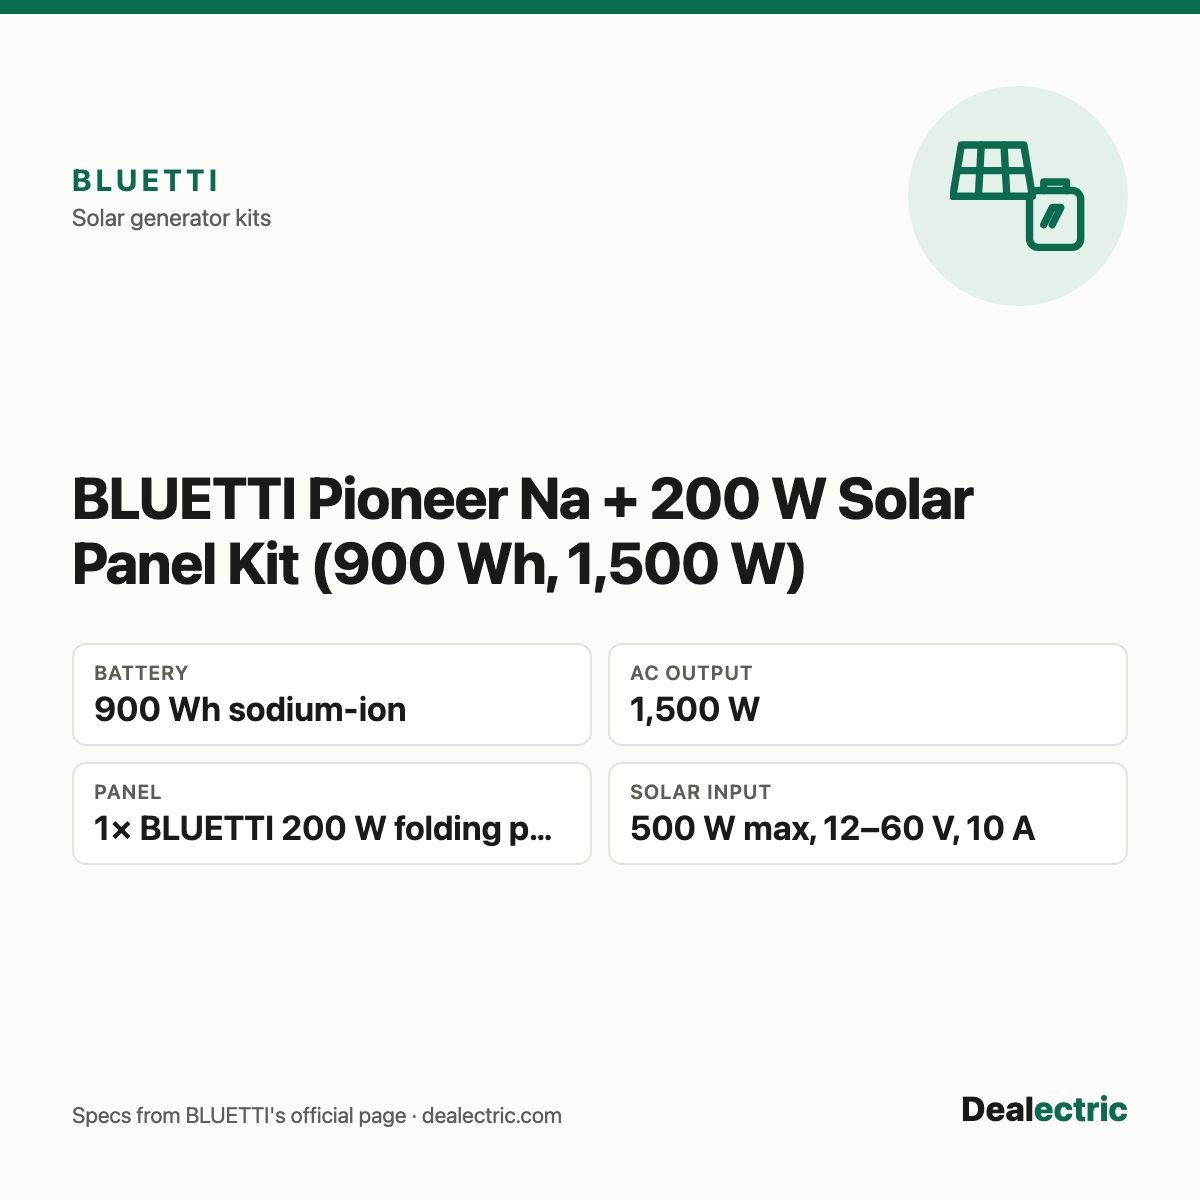 BLUETTI
Solar generator kits
BLUETTI Pioneer Na + 200 W Solar
Panel Kit (900 Wh, 1,500 W)
BATTERY
900 Wh sodium-ion
AC OUTPUT
1,500 W
PANEL
1× BLUETTI 200 W folding p...
SOLAR INPUT
500 W max, 12–60 V, 10 A
Specs from BLUETTI's official page · dealectric.com
Dealectric